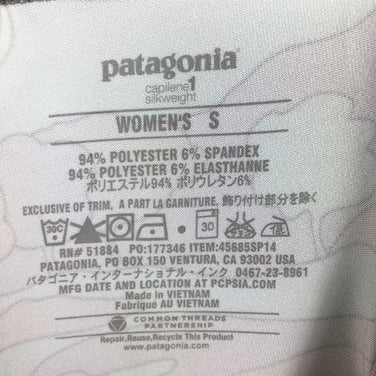 patagonia®
capilene 1
silkweight
WOMEN'S S
94% POLYESTER 6% SPANDEX
94% POLYESTER 6% ELASTHANNE
ポリエステル94% ポリウレタン6%
EXCLUSIVE OF TRIM, A PART LA GARNITURE. 飾り付け部分を除く
30C 30 低
RN# 51884 PO:177346 ITEM:45685SP14
PATAGONIA, PO BOX 150 VENTURA, CA 93002 USA
パタゴニア・インターナショナル・インク 0467-23-8961
MFG DATE AND LOCATION AT PCPSIA.COM
Made in VIETNAM
Fabriqué AU VIETNAM
COMMON THREADS
PARTNERSHIP
Repair, Reuse, Recycle This Product
www.patagonia.com